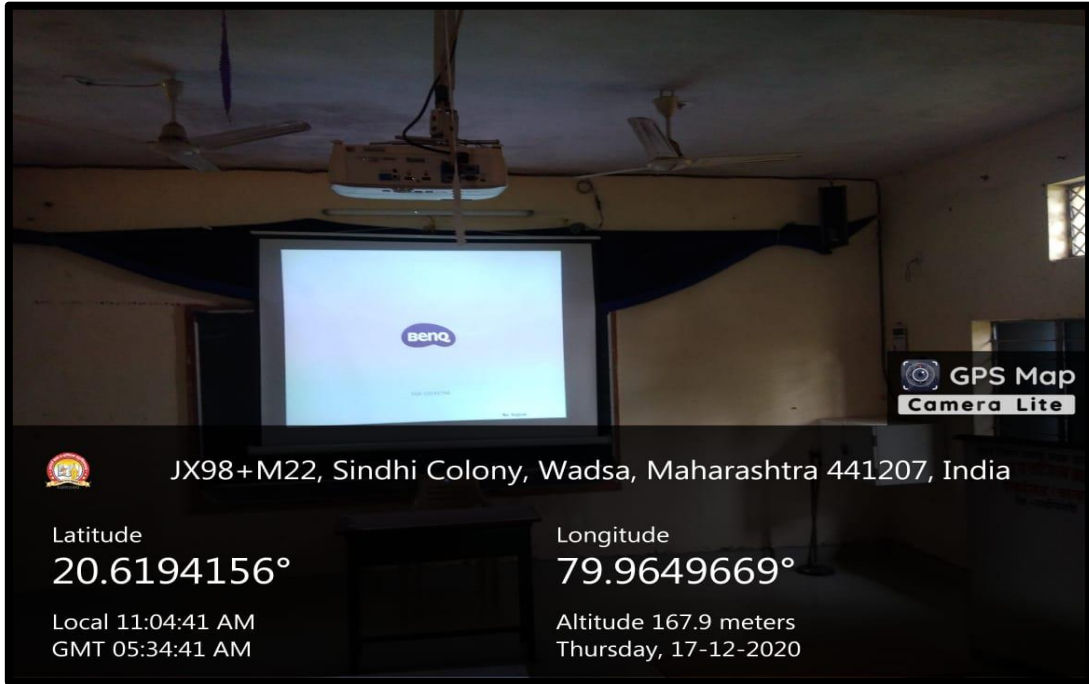 BenQ
GPS Map
Camera Lite
JX98+M22, Sindhi Colony, Wadsa, Maharashtra 441207, India
Latitude
20.6194156°
Longitude
79.9649669°
Local 11:04:41 AM
GMT 05:34:41 AM
Altitude 167.9 meters
Thursday, 17-12-2020